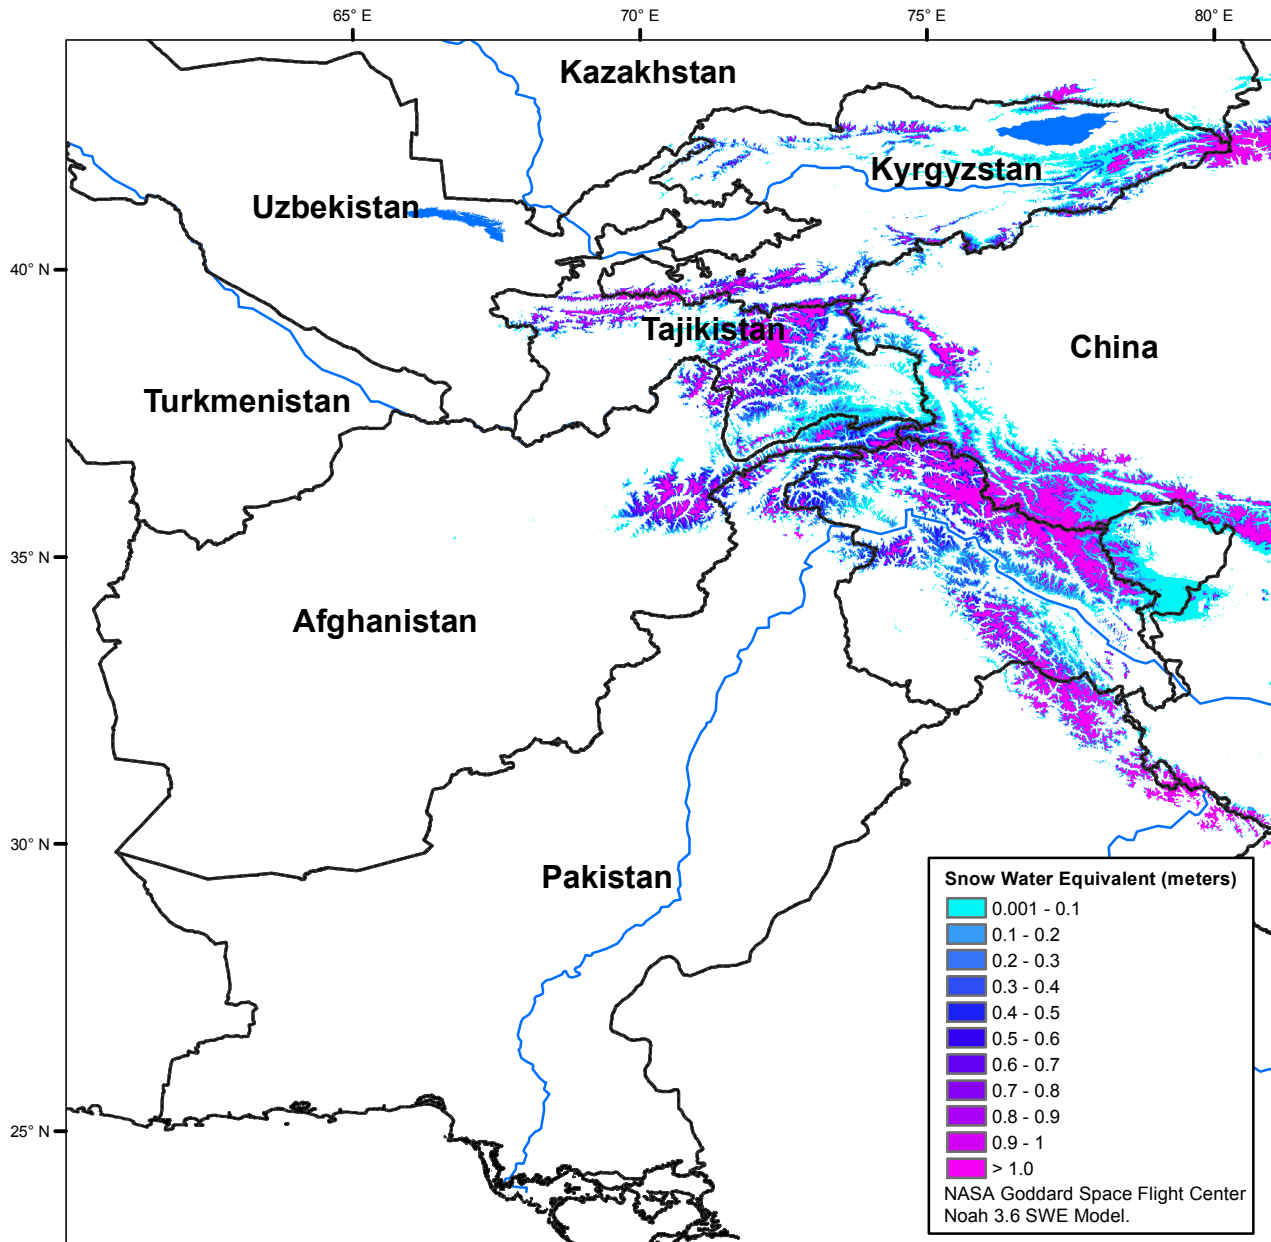 65° E
70° E
75° E
80° E
Kazakhstan
Kyrgyzstan
Uzbekistan
40° N
Tajikistan
China
Turkmenistan
35° N
Afghanistan
30° N
Pakistan
25° N
Snow Water Equivalent (meters)
0.001 - 0.1
0.1 - 0.2
0.2 - 0.3
0.3 - 0.4
0.4 - 0.5
0.5 - 0.6
0.6 - 0.7
0.7 - 0.8
0.8 - 0.9
0.9 - 1
> 1.0
NASA Goddard Space Flight Center
Noah 3.6 SWE Model.